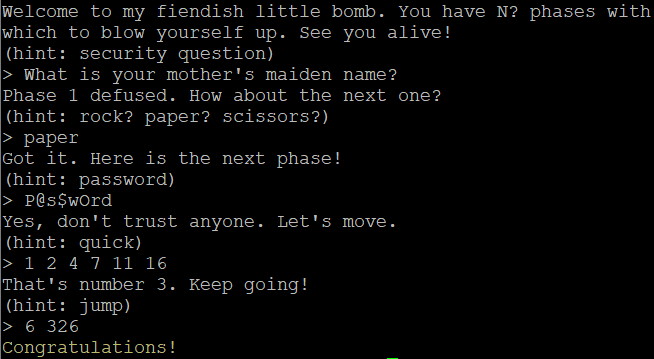 Welcome to my fiendish little bomb. You have N? phases with
which to blow yourself up. See you alive!
(hint: security question)
> What is your mother's maiden name?
Phase 1 defused. How about the next one?
(hint: rock? paper? scissors?)
> paper
Got it. Here is the next phase!
(hint: password)
> P@s$wOrd
Yes, don't trust anyone. Let's move.
(hint: quick)
> 1 2 4 7 11 16
That's number 3. Keep going!
(hint: jump)
> 6 326
Congratulations!